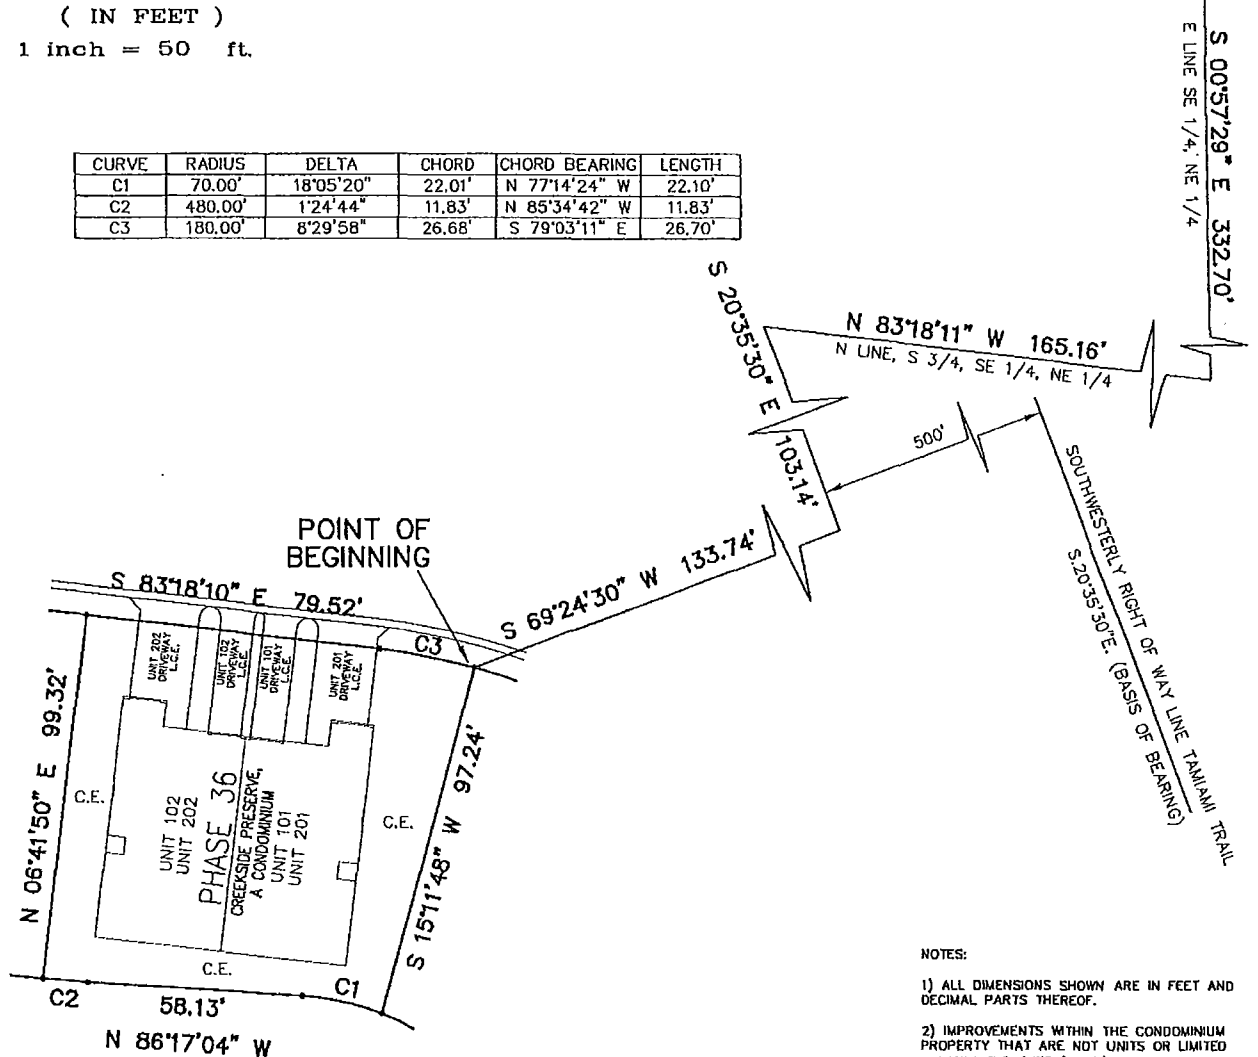 ( IN FEET )
1 inch = 50 ft.
CURVE RADIUS DELTA CHORD CHORD BEARING LENGTH
C1 70.00' 18°05'20" 22.01' N 77°14'24" W 22.10'
C2 480.00' 1°24'44" 11.83' N 85°34'42" W 11.83'
C3 180.00' 8°29'58" 26.68' S 79°03'11" E 26.70'
S 00°57'29" E 332.70'
E LINE SE 1/4, NE 1/4
N 83°18'11" W 165.16'
N LINE, S 3/4, SE 1/4, NE 1/4
S 20°35'30" E 103.14'
500'
SOUTHWESTERLY RIGHT OF WAY LINE TAMIAMI TRAIL
S.20°35'30"E. (BASIS OF BEARING)
POINT OF
BEGINNING
S 69°24'30" W 133.74'
S 83°18'10" E 79.52'
C3
UNIT 202
DRIVEWAY
L.C.E.
UNIT 102
DRIVEWAY
L.C.E.
UNIT 101
DRIVEWAY
L.C.E.
UNIT 201
DRIVEWAY
L.C.E.
N 06°41'50" E 99.32'
C.E.
UNIT 102
UNIT 202
PHASE 36
CREEKSIDE PRESERVE,
A CONDOMINIUM
UNIT 101
UNIT 201
C.E.
S 15°11'48" W 97.24'
C.E.
C2
58.13'
C1
N 86°17'04" W
NOTES:
1) ALL DIMENSIONS SHOWN ARE IN FEET AND
DECIMAL PARTS THEREOF.
2) IMPROVEMENTS WITHIN THE CONDOMINIUM
PROPERTY THAT ARE NOT UNITS OR LIMITED